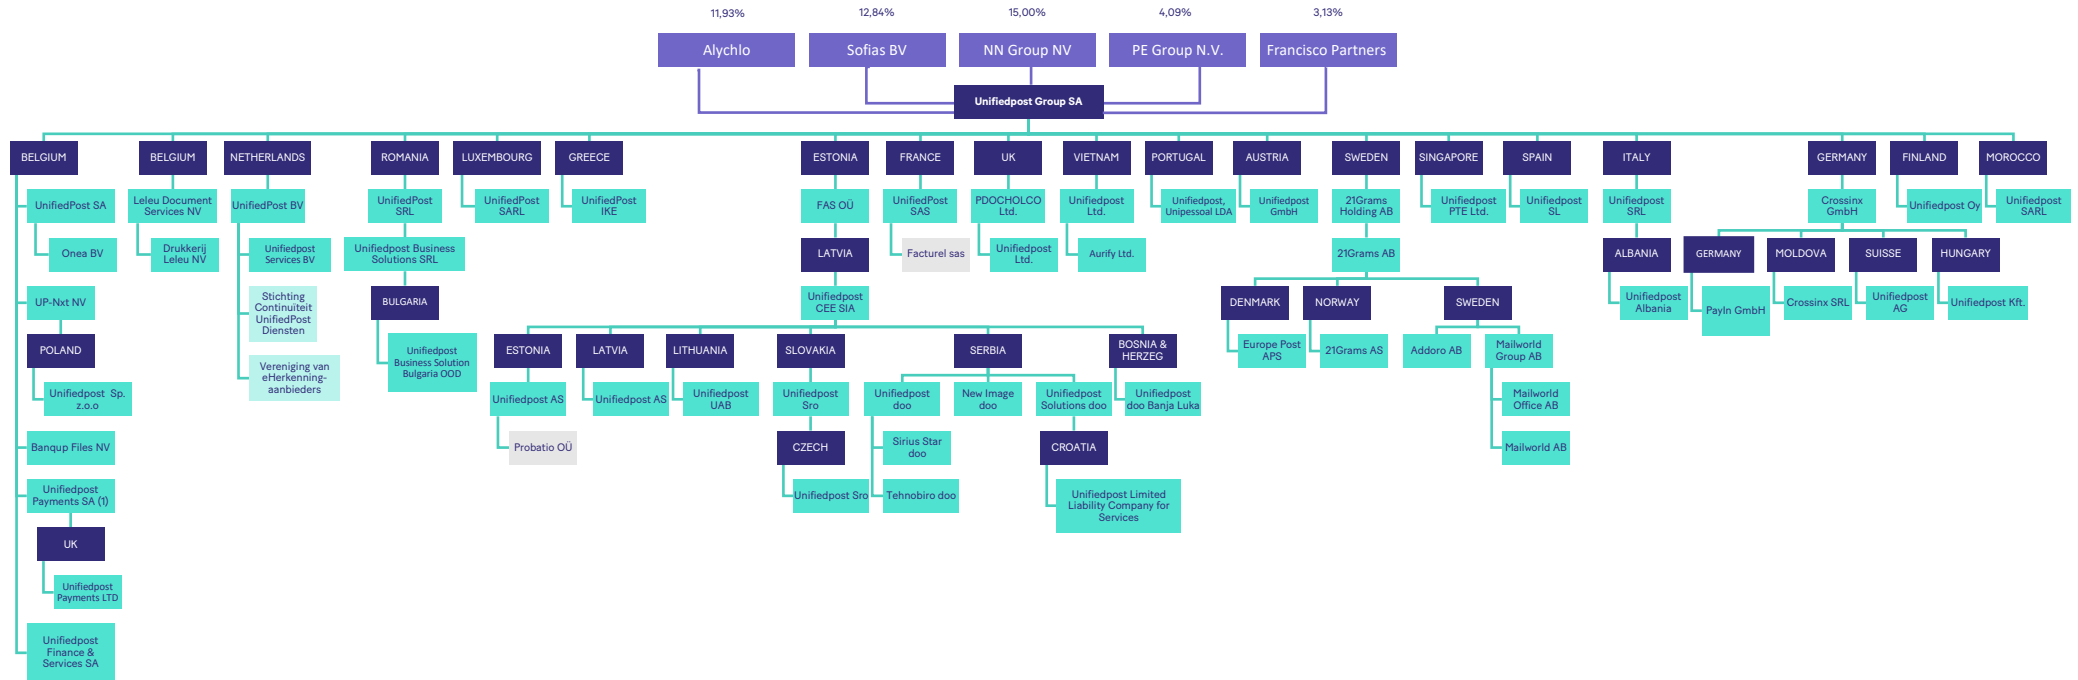 11,93%
12,84%
15,00%
4,09%
3,13%
Alychlo
Sofias BV
NN Group NV
PE Group N.V.
Francisco Partners
Unifiedpost Group SA
BELGIUM
BELGIUM
NETHERLANDS
ROMANIA
LUXEMBOURG
GREECE
ESTONIA
FRANCE
UK
VIETNAM
PORTUGAL
AUSTRIA
SWEDEN
SINGAPORE
SPAIN
ITALY
GERMANY
FINLAND
MOROCCO
UnifiedPost SA
Leleu Document
Services NV
UnifiedPost BV
UnifiedPost
SRL
UnifiedPost
SARL
UnifiedPost
IKE
FAS OÜ
UnifiedPost
SAS
PDOCHOLCO
Ltd.
Unifiedpost
Ltd.
Unifiedpost,
Unipessoal LDA
Unifiedpost
GmbH
21Grams
Holding AB
Unifiedpost
PTE Ltd.
Unifiedpost
SL
Unifiedpost
SRL
Crossinx
GmbH
Unifiedpost Oy
Unifiedpost
SARL
Onea BV
Drukkerij
Leleu NV
Unifiedpost
Services BV
Unifiedpost Business
Solutions SRL
LATVIA
Facturel sas
Unifiedpost
Ltd.
Aurify Ltd.
21Grams AB
ALBANIA
GERMANY
MOLDOVA
SUISSE
HUNGARY
UP-Nxt NV
Stichting
Continuïteit
UnifiedPost
Diensten
BULGARIA
Unifiedpost
CEE SIA
DENMARK
NORWAY
SWEDEN
Unifiedpost
Albania
PayIn GmbH
Crossinx SRL
Unifiedpost
AG
Unifiedpost Kft.
POLAND
Vereniging van
eHerkenning-
aanbieders
Unifiedpost
Business Solution
Bulgaria OOD
ESTONIA
LATVIA
LITHUANIA
SLOVAKIA
SERBIA
BOSNIA &
HERZEG
Europe Post
APS
21Grams AS
Addoro AB
Mailworld
Group AB
Unifiedpost Sp.
z.o.o
Unifiedpost AS
Unifiedpost AS
Unifiedpost
UAB
Unifiedpost
Sro
Unifiedpost
doo
New Image
doo
Unifiedpost
Solutions doo
Unifiedpost
doo Banja Luka
Mailworld
Office AB
Banqup Files NV
Probatio OÜ
CZECH
Sirius Star
doo
CROATIA
Mailworld AB
Unifiedpost
Payments SA (1)
Unifiedpost Sro
Tehnobiro doo
Unifiedpost Limited
Liability Company for
Services
UK
Unifiedpost
Payments LTD
Unifiedpost
Finance &
Services SA